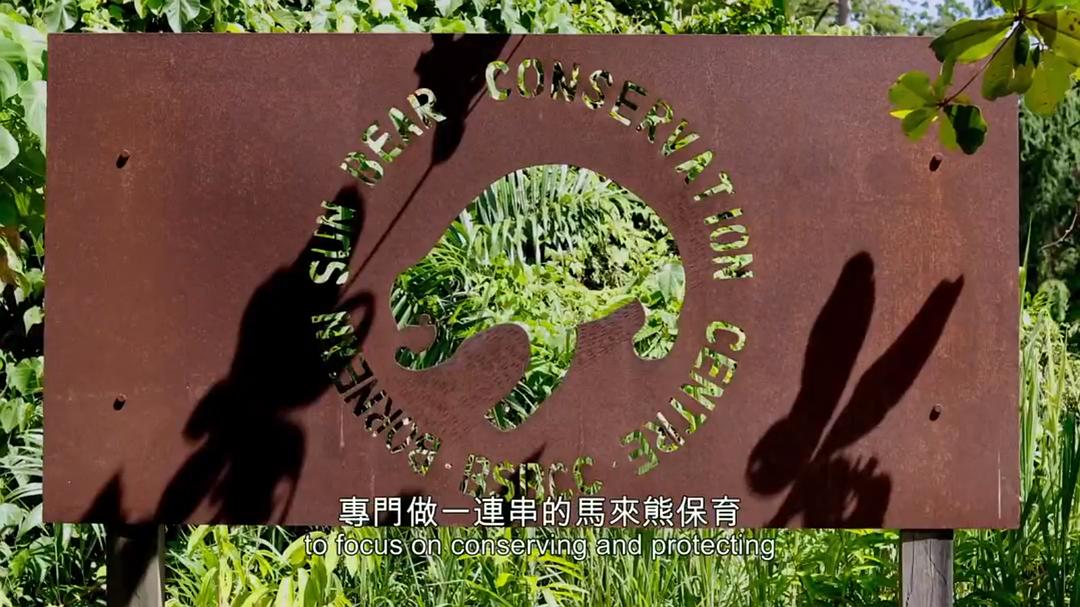 BORNEAN SUN BEAR CONSERVATION CENTRE
BSBCC
專門做一連串的馬來熊保育
to focus on conserving and protecting